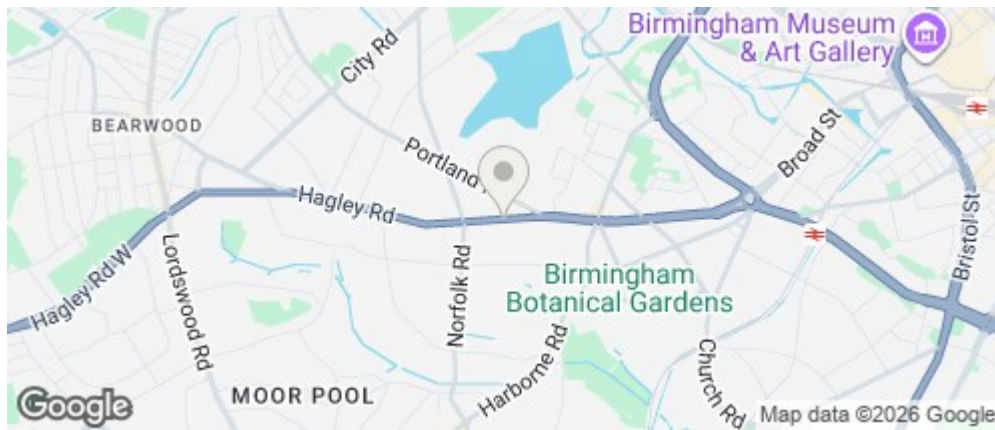 Birmingham Museum
& Art Gallery
City Rd
BEARWOOD
Broad St
Portland
Hagley Rd
Bristol St
Hagley Rd W
Lordswood Rd
Norfolk Rd
Birmingham
Botanical Gardens
Harborne Rd
Church Rd
MOOR POOL
Google
Map data ©2026 Google